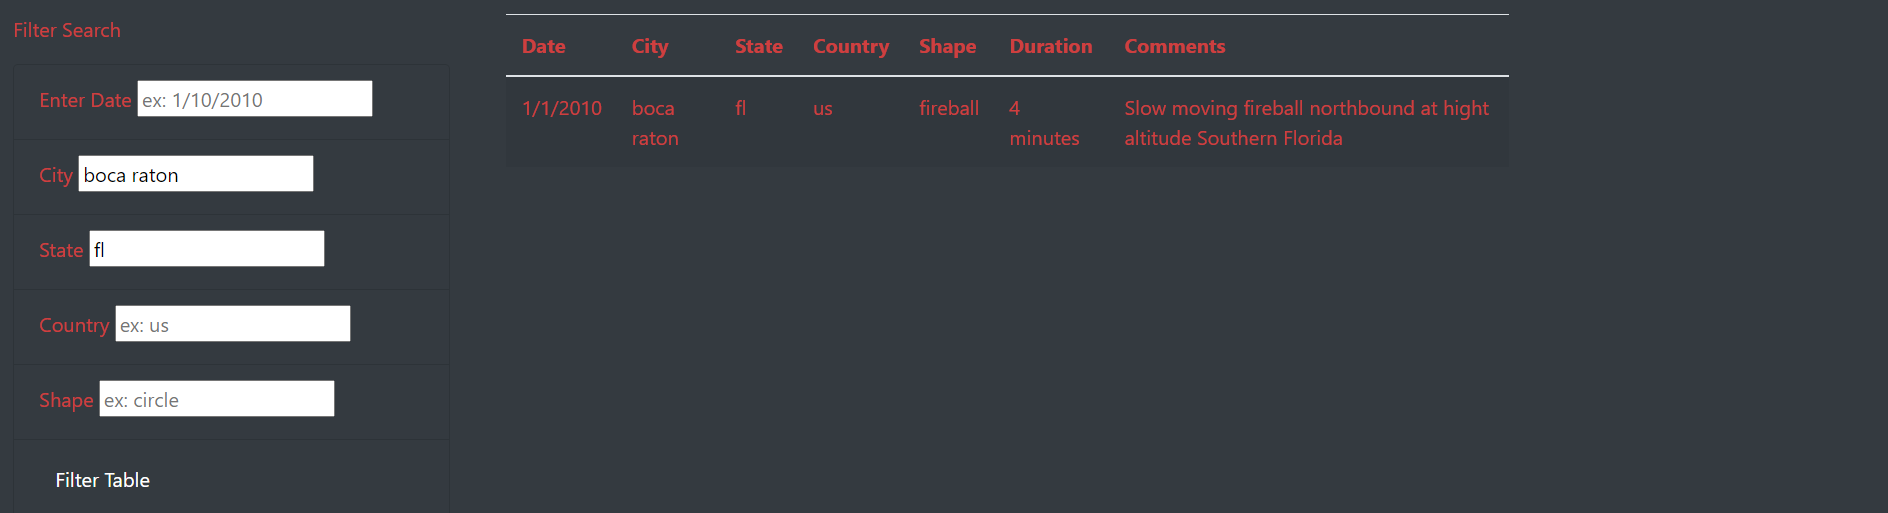 Filter Search
Enter Date ex: 1/10/2010
City boca raton
State fl
Country ex: us
Shape ex: circle
Filter Table
Date City State Country Shape Duration Comments
1/1/2010 boca fl us fireball 4 Slow moving fireball northbound at hight
raton minutes altitude Southern Florida